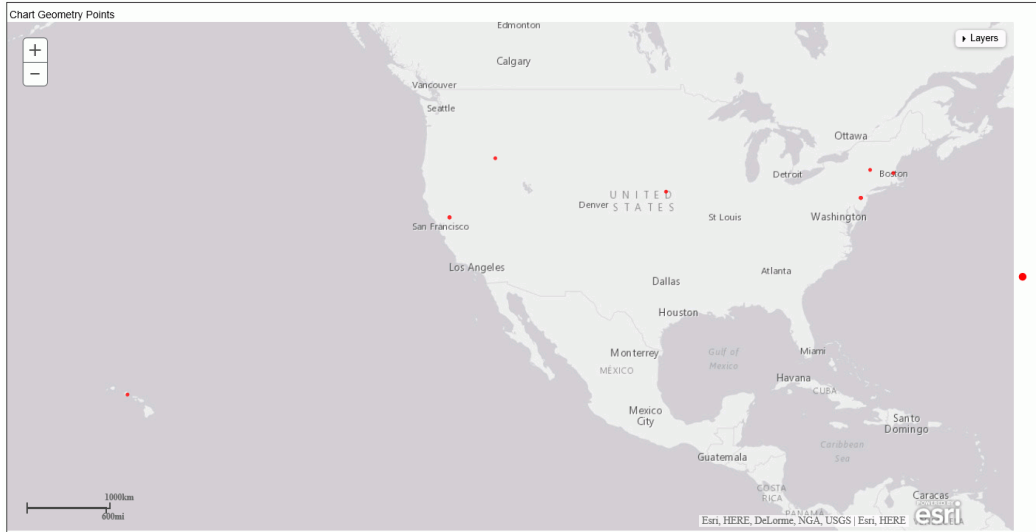 Chart Geometry Points
+
−
Layers
Edmonton
Calgary
Vancouver
Seattle
Ottawa
Detroit
Boston
UNITED
STATES
Denver
St Louis
Washington
San Francisco
Los Angeles
Atlanta
Dallas
Houston
Monterrey
MÉXICO
Gulf of
Mexico
Miami
Havana
CUBA
Mexico
City
Santo
Domingo
Caribbean
Sea
Guatemala
COSTA
RICA
PANAMA
Caracas
1000km
600mi
Esri, HERE, DeLorme, NGA, USGS | Esri, HERE
esri